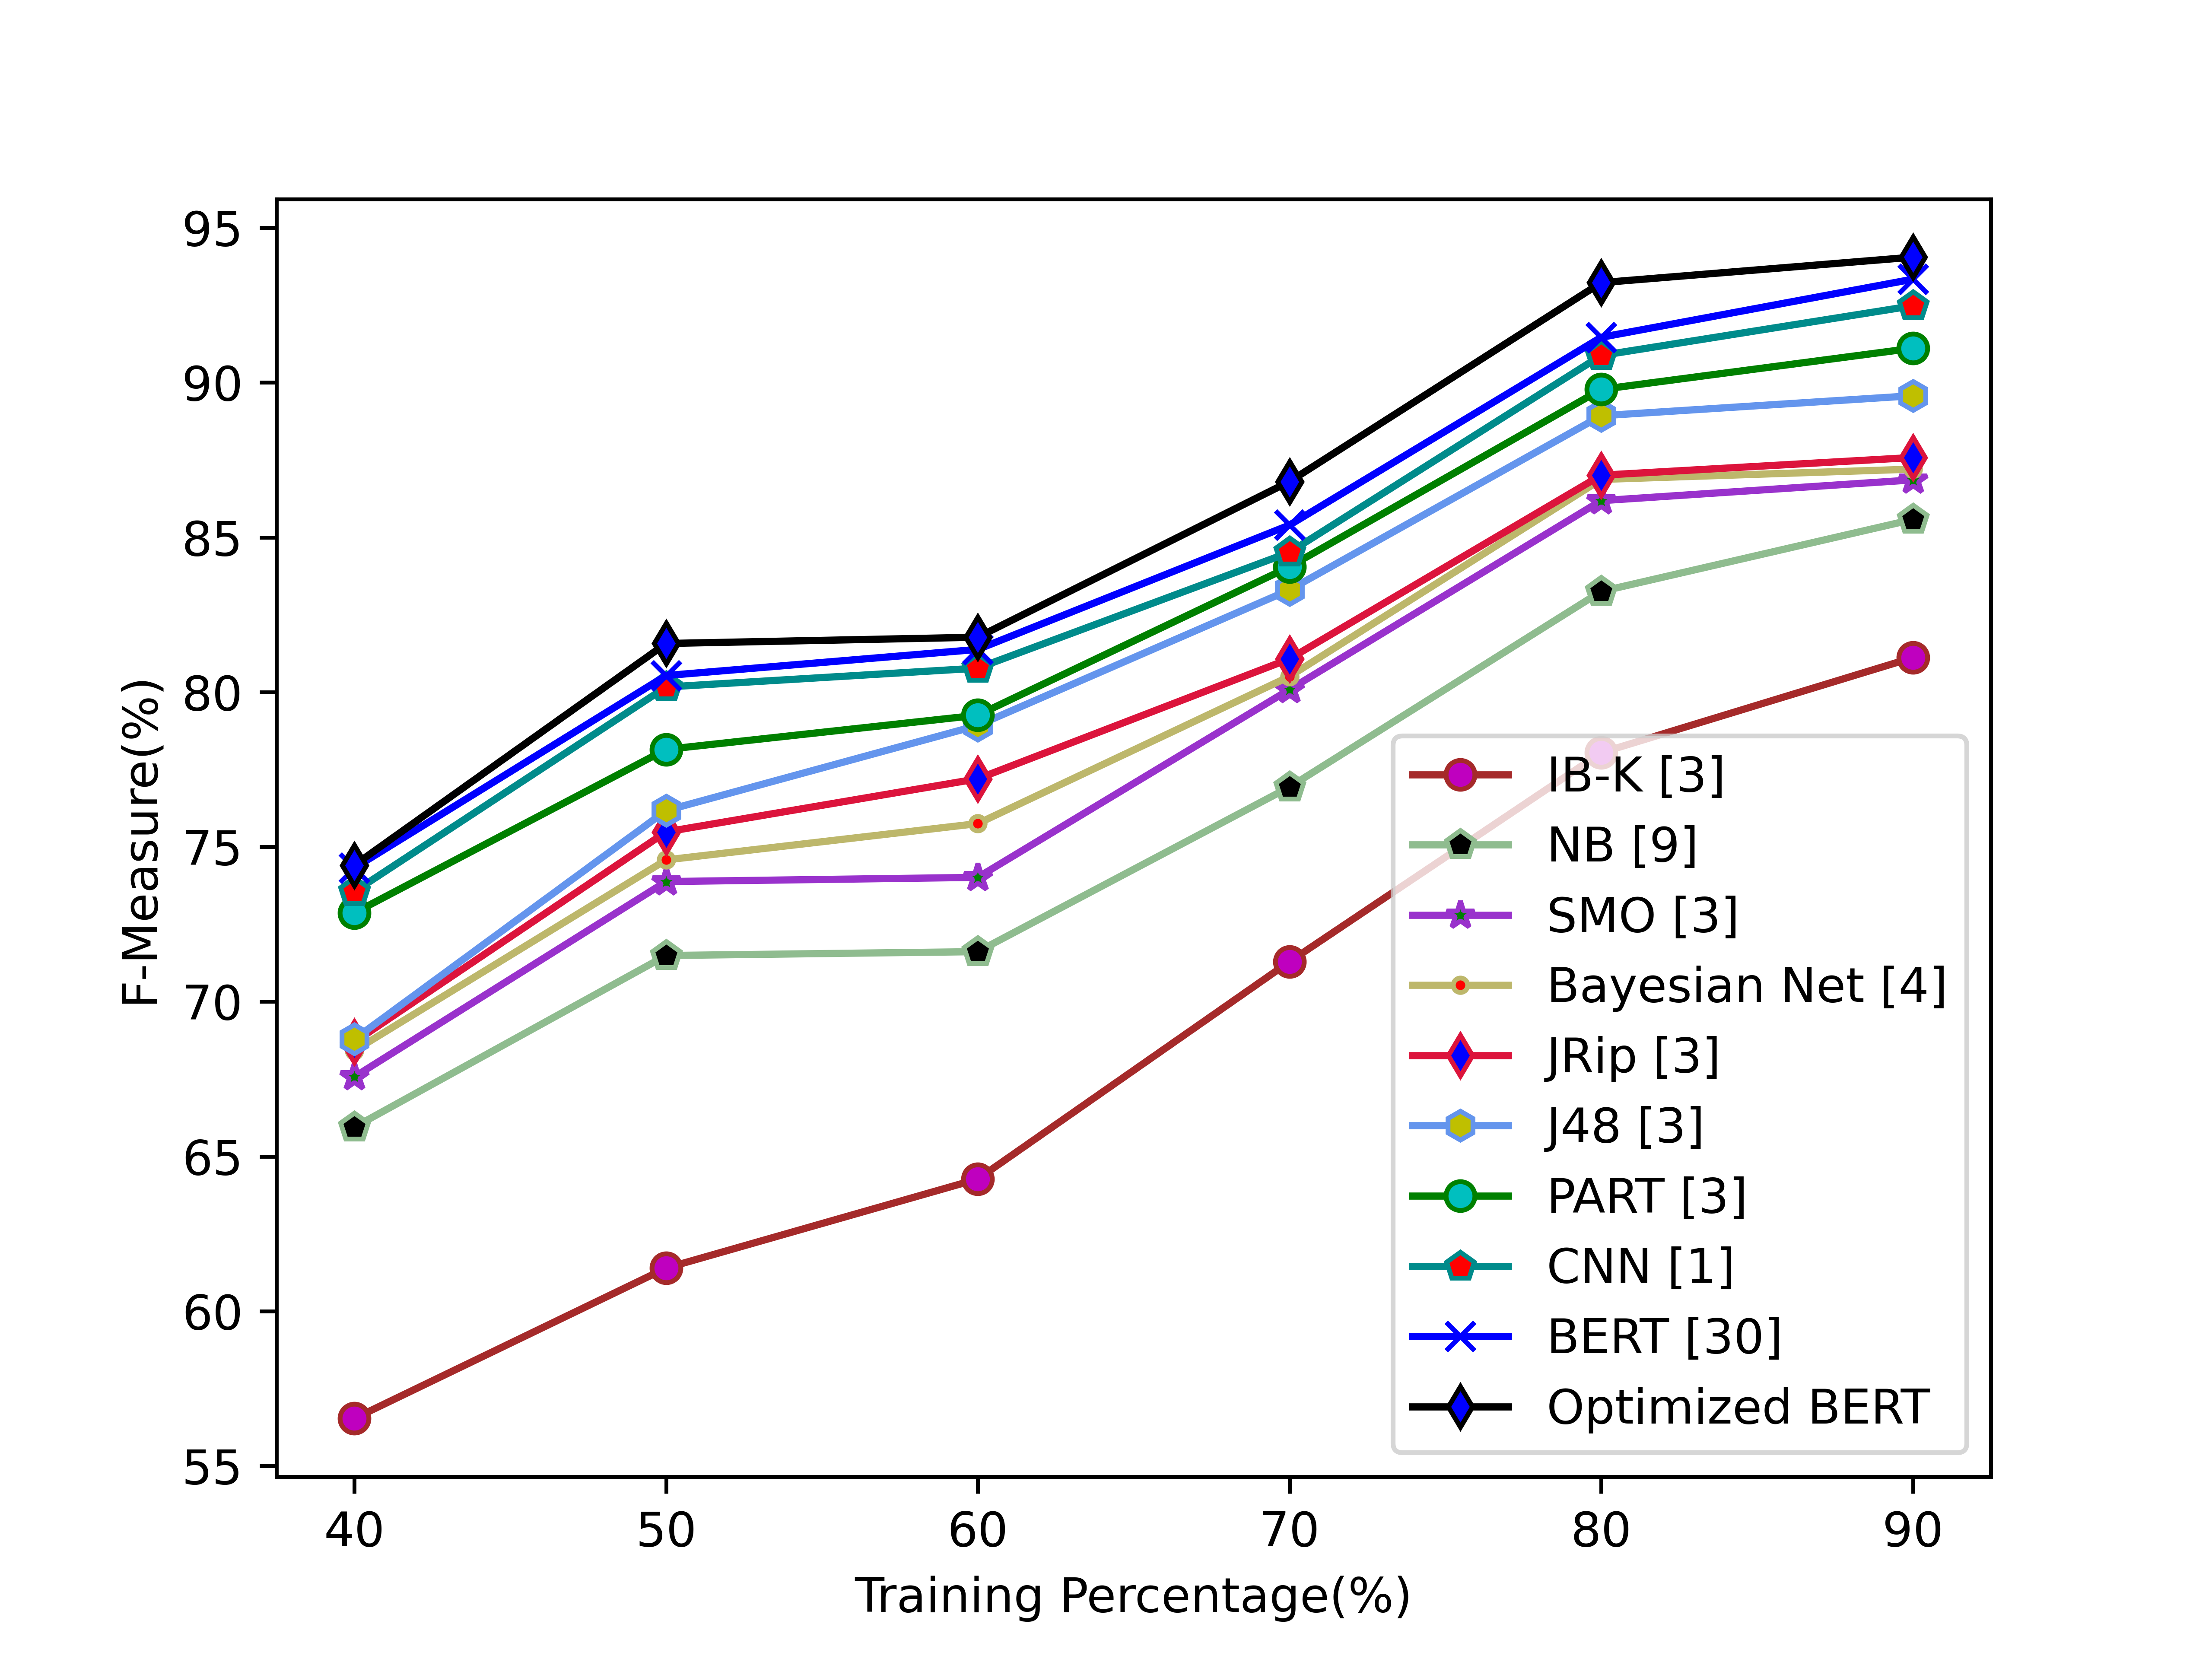 95
90
85
80
75
70
65
60
55
F-Measure(%)
IB-K [3]
NB [9]
SMO [3]
Bayesian Net [4]
JRip [3]
J48 [3]
PART [3]
CNN [1]
BERT [30]
Optimized BERT
40 50 60 70 80 90
Training Percentage(%)